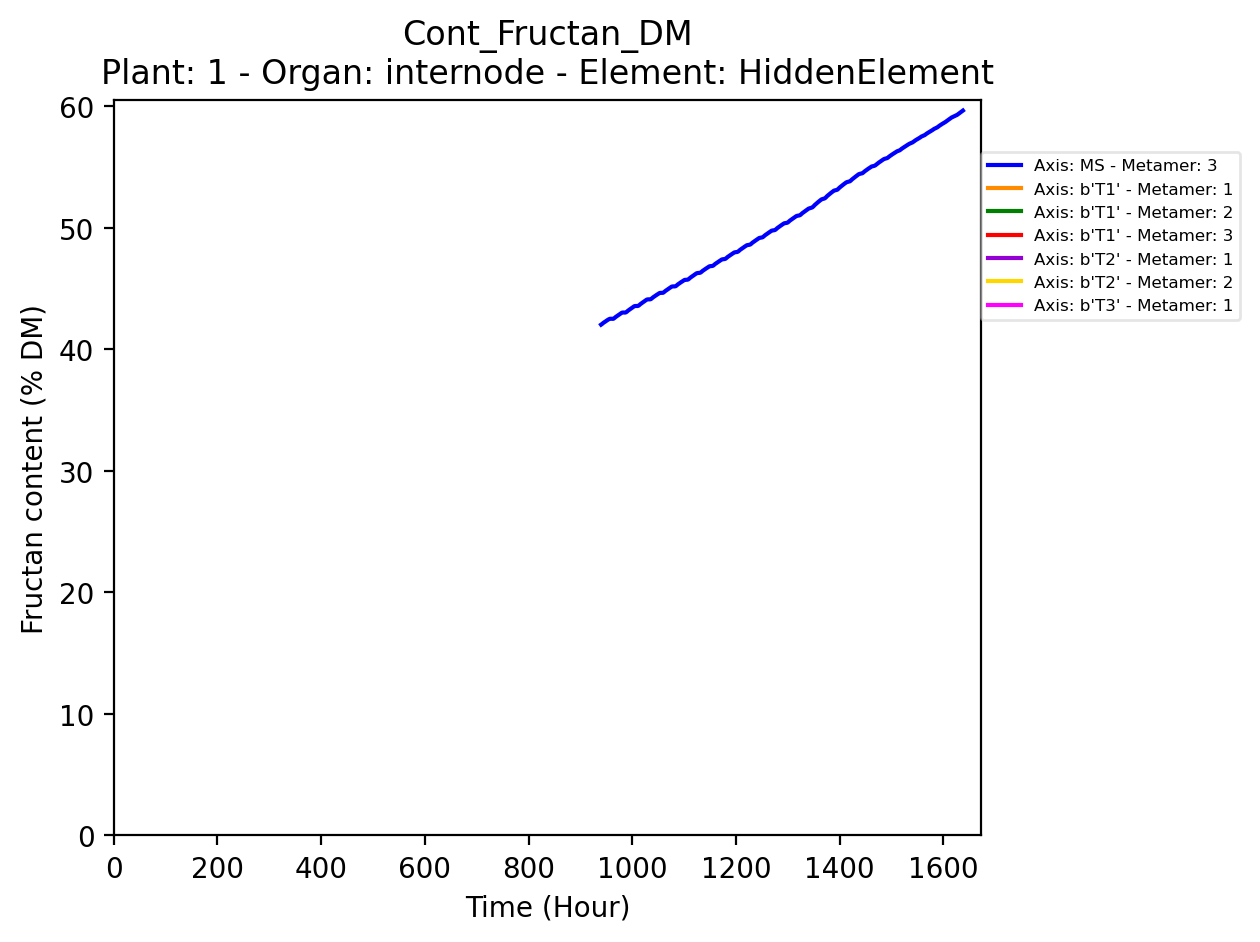 Cont_Fructan_DM
Plant: 1 - Organ: internode - Element: HiddenElement
60
50
40
30
20
10
0
Fructan content (% DM)
0 200 400 600 800 1000 1200 1400 1600
Time (Hour)
Axis: MS - Metamer: 3
Axis: b'T1' - Metamer: 1
Axis: b'T1' - Metamer: 2
Axis: b'T1' - Metamer: 3
Axis: b'T2' - Metamer: 1
Axis: b'T2' - Metamer: 2
Axis: b'T3' - Metamer: 1